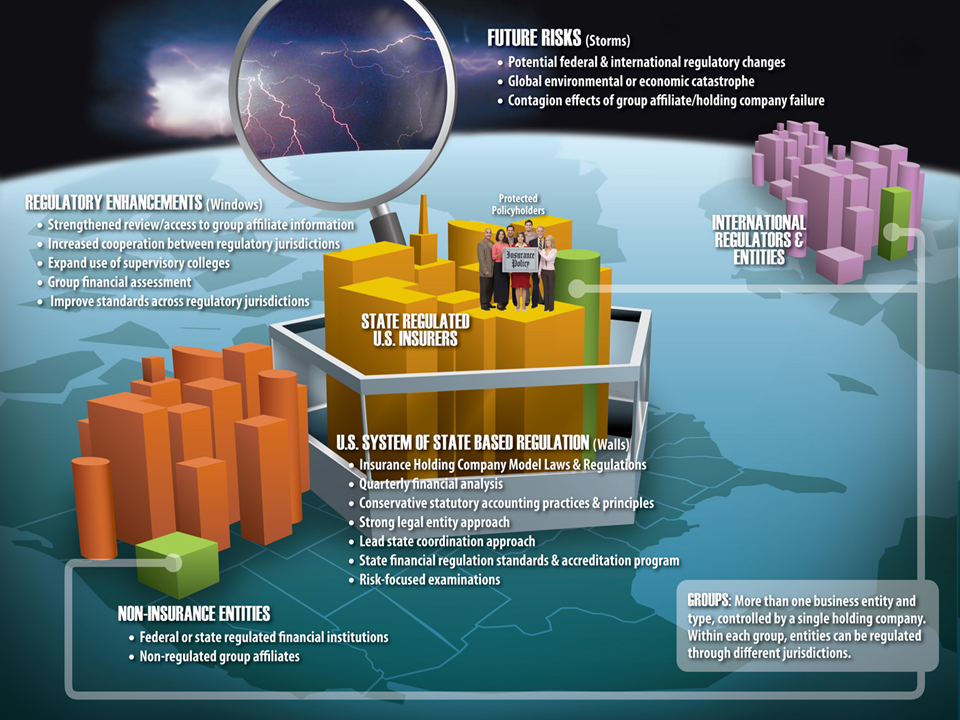 FUTURE RISKS (Storms)
• Potential federal & international regulatory changes
• Global environmental or economic catastrophe
• Contagion effects of group affiliate/holding company failure
REGULATORY ENHANCEMENTS (Windows)
• Strengthened review/access to group affiliate information
• Increased cooperation between regulatory jurisdictions
• Expand use of supervisory colleges
• Group financial assessment
• Improve standards across regulatory jurisdictions
Protected
Policyholders
Insurance
Policy
INTERNATIONAL
REGULATORS &
ENTITIES
STATE REGULATED
U.S. INSURERS
U.S. SYSTEM OF STATE BASED REGULATION (Walls)
• Insurance Holding Company Model Laws & Regulations
• Quarterly financial analysis
• Conservative statutory accounting practices & principles
• Strong legal entity approach
• Lead state coordination approach
• State financial regulation standards & accreditation program
• Risk-focused examinations
NON-INSURANCE ENTITIES
• Federal or state regulated financial institutions
• Non-regulated group affiliates
GROUPS: More than one business entity and
type, controlled by a single holding company.
Within each group, entities can be regulated
through different jurisdictions.